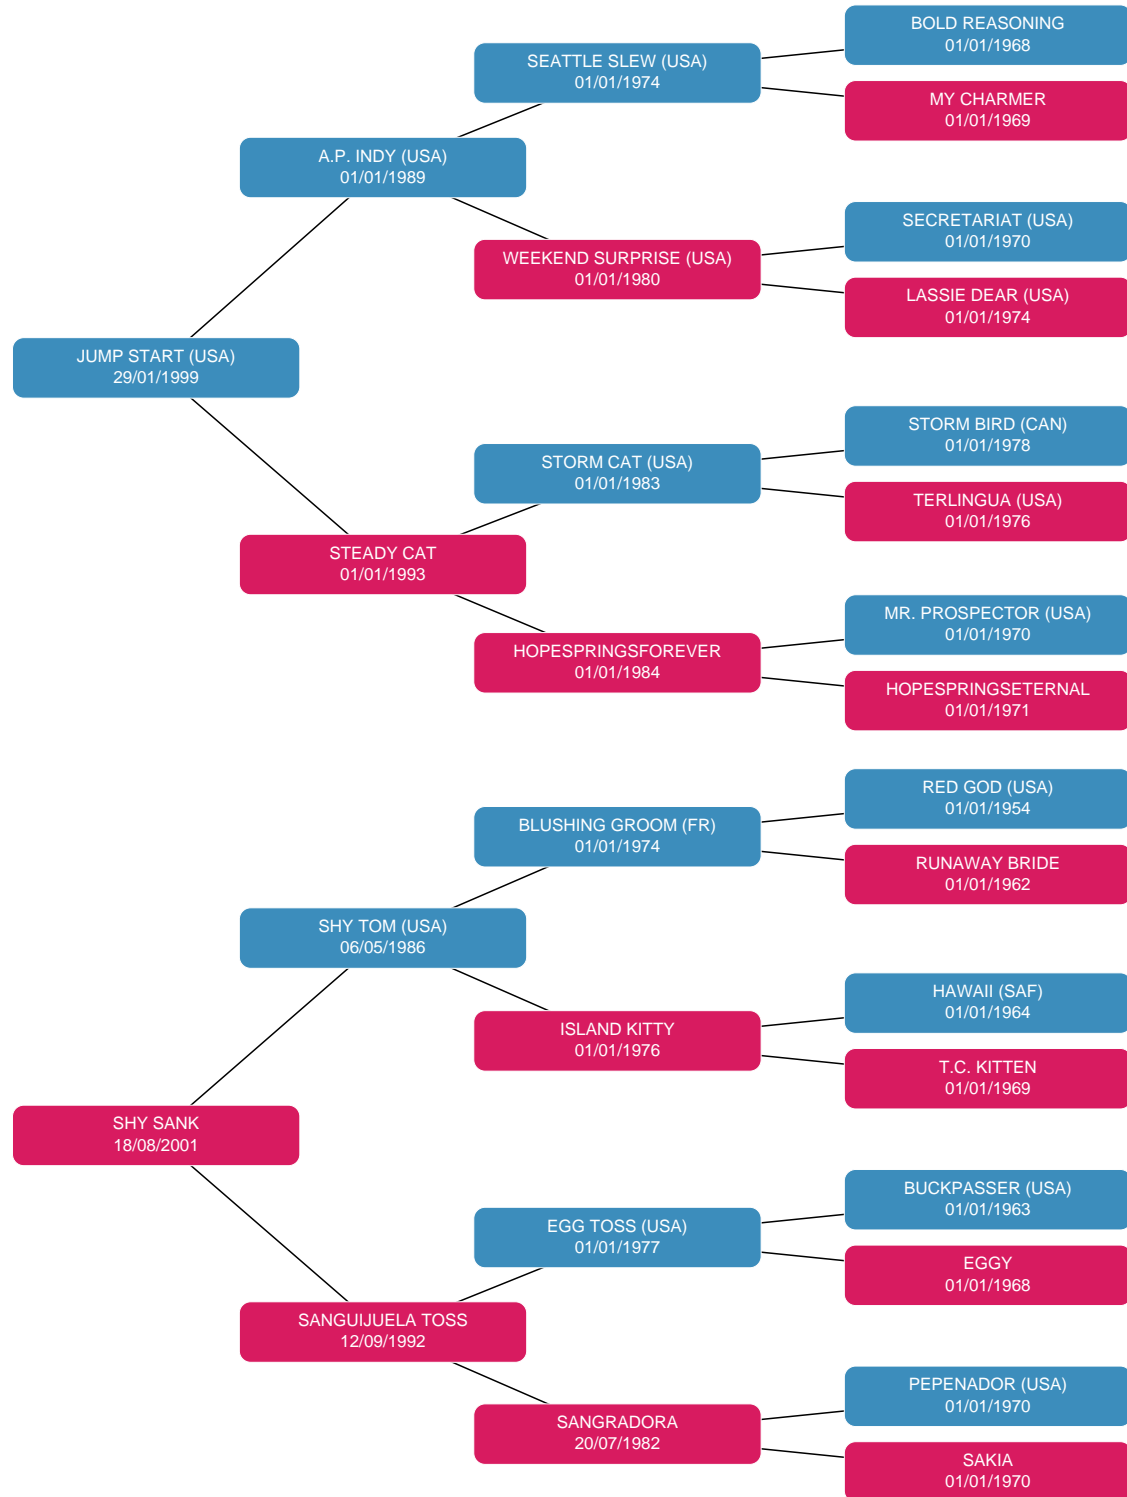 BOLD REASONING
01/01/1968
SEATTLE SLEW (USA)
01/01/1974
MY CHARMER
01/01/1969
A.P. INDY (USA)
01/01/1989
SECRETARIAT (USA)
01/01/1970
WEEKEND SURPRISE (USA)
01/01/1980
LASSIE DEAR (USA)
01/01/1974
JUMP START (USA)
29/01/1999
STORM BIRD (CAN)
01/01/1978
STORM CAT (USA)
01/01/1983
TERLINGUA (USA)
01/01/1976
STEADY CAT
01/01/1993
MR. PROSPECTOR (USA)
01/01/1970
HOPESPRINGSFOREVER
01/01/1984
HOPESPRINGSETERNAL
01/01/1971
RED GOD (USA)
01/01/1954
BLUSHING GROOM (FR)
01/01/1974
RUNAWAY BRIDE
01/01/1962
SHY TOM (USA)
06/05/1986
HAWAII (SAF)
01/01/1964
ISLAND KITTY
01/01/1976
T.C. KITTEN
01/01/1969
SHY SANK
18/08/2001
BUCKPASSER (USA)
01/01/1963
EGG TOSS (USA)
01/01/1977
EGGY
01/01/1968
SANGUIJUELA TOSS
12/09/1992
PEPENADOR (USA)
01/01/1970
SANGRADORA
20/07/1982
SAKIA
01/01/1970